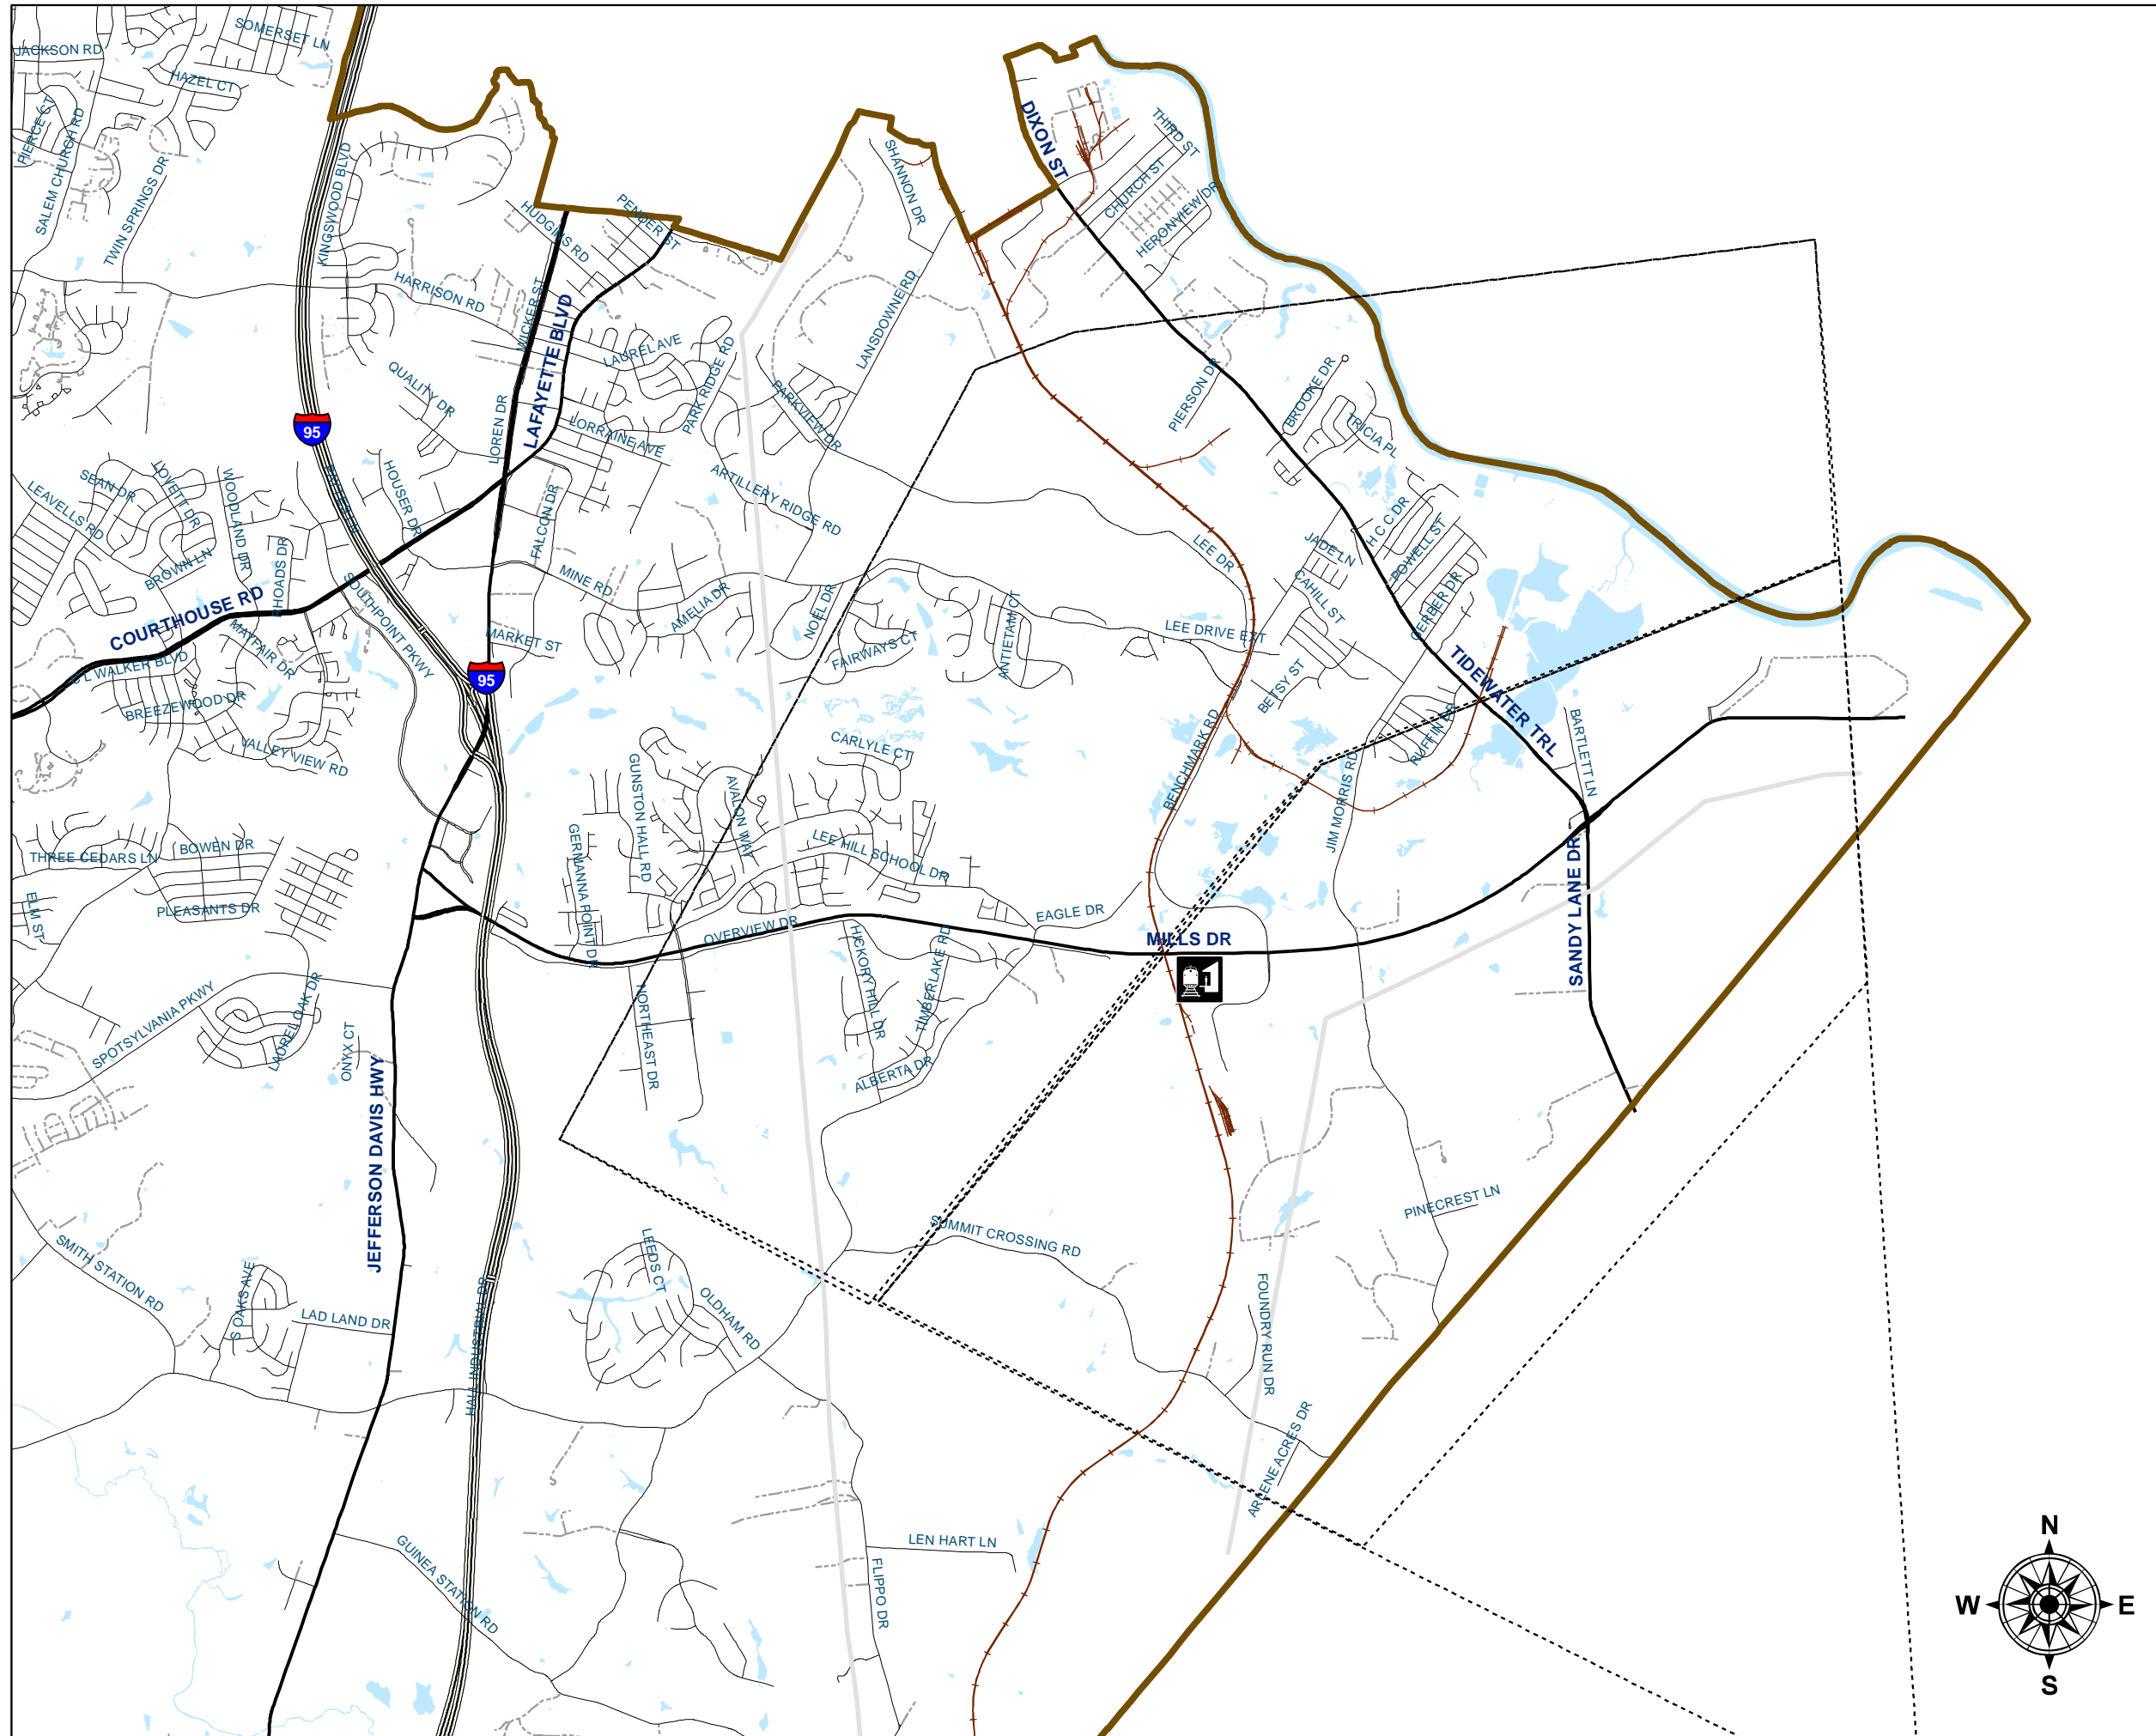 SOMERSET LN
JACKSON RD
HAZEL CT
PIERCE CT
SALEM CHURCH RD
TWIN SPRINGS DR
KINGSWOOD BLVD
DIXON ST
THIRD ST
CHURCH ST
HERONVIEW DR
SHANNON DR
PENDER ST
HUDGINS RD
HARRISON RD
WICKER ST
LAFAYETTE BLVD
LANSDOWNE RD
LAUREL AVE
PARK RIDGE RD
PARKVIEW DR
QUALITY DR
LOREN DR
LORRAINE AVE
PIERSON DR
BROOKE DR
TRICIA PL
95
SEAN DR
LOVETT DR
LEAVELLS RD
WOODLAND DR
HOUSER DR
ARTILLERY RIDGE RD
FALCON DR
H C C DR
POWELL ST
JADE LN
LEE DR
BROWN LN
RHOADS DR
SOUTHPOINT PKWY
MINE RD
AMELIA DR
NOEL DR
CAHILL ST
GERBER DR
COURTHOUSE RD
MAYFAIR DR
MARKET ST
FAIRWAYS CT
ANTIETAM CT
LEE DRIVE EXT
TIDEWATER TRL
95
BREEZEWOOD DR
BETSY ST
RUFFIN DR
BARTLETT LN
VALLEY VIEW RD
CARLYLE CT
GUNSTON HALL RD
AVALON WAY
BENCHMARK RD
JIM MORRIS RD
THREE CEDARS LN
BOWEN DR
GERMANNA POINT DR
LEE HILL SCHOOL DR
SANDY LANE DR
ELM ST
PLEASANTS DR
OVERVIEW DR
EAGLE DR
MILLS DR
HICKORY HILL DR
TIMBERLAKE RD
SPOTSYLVANIA PKWY
LAUREL OAK DR
ONYX CT
NORTHEAST DR
ALBERTA DR
JEFFERSON DAVIS HWY
PINECREST LN
SUMMIT CROSSING RD
SMITH STATION RD
S OAKS AVE
LAD LAND DR
HALL INDUSTRIAL DR
LEEDS CT
OLDHAM RD
FOUNDRY RUN DR
ARLENE ACRES DR
GUINEA STATION RD
LEN HART LN
FLIPPO DR
N
W
E
S